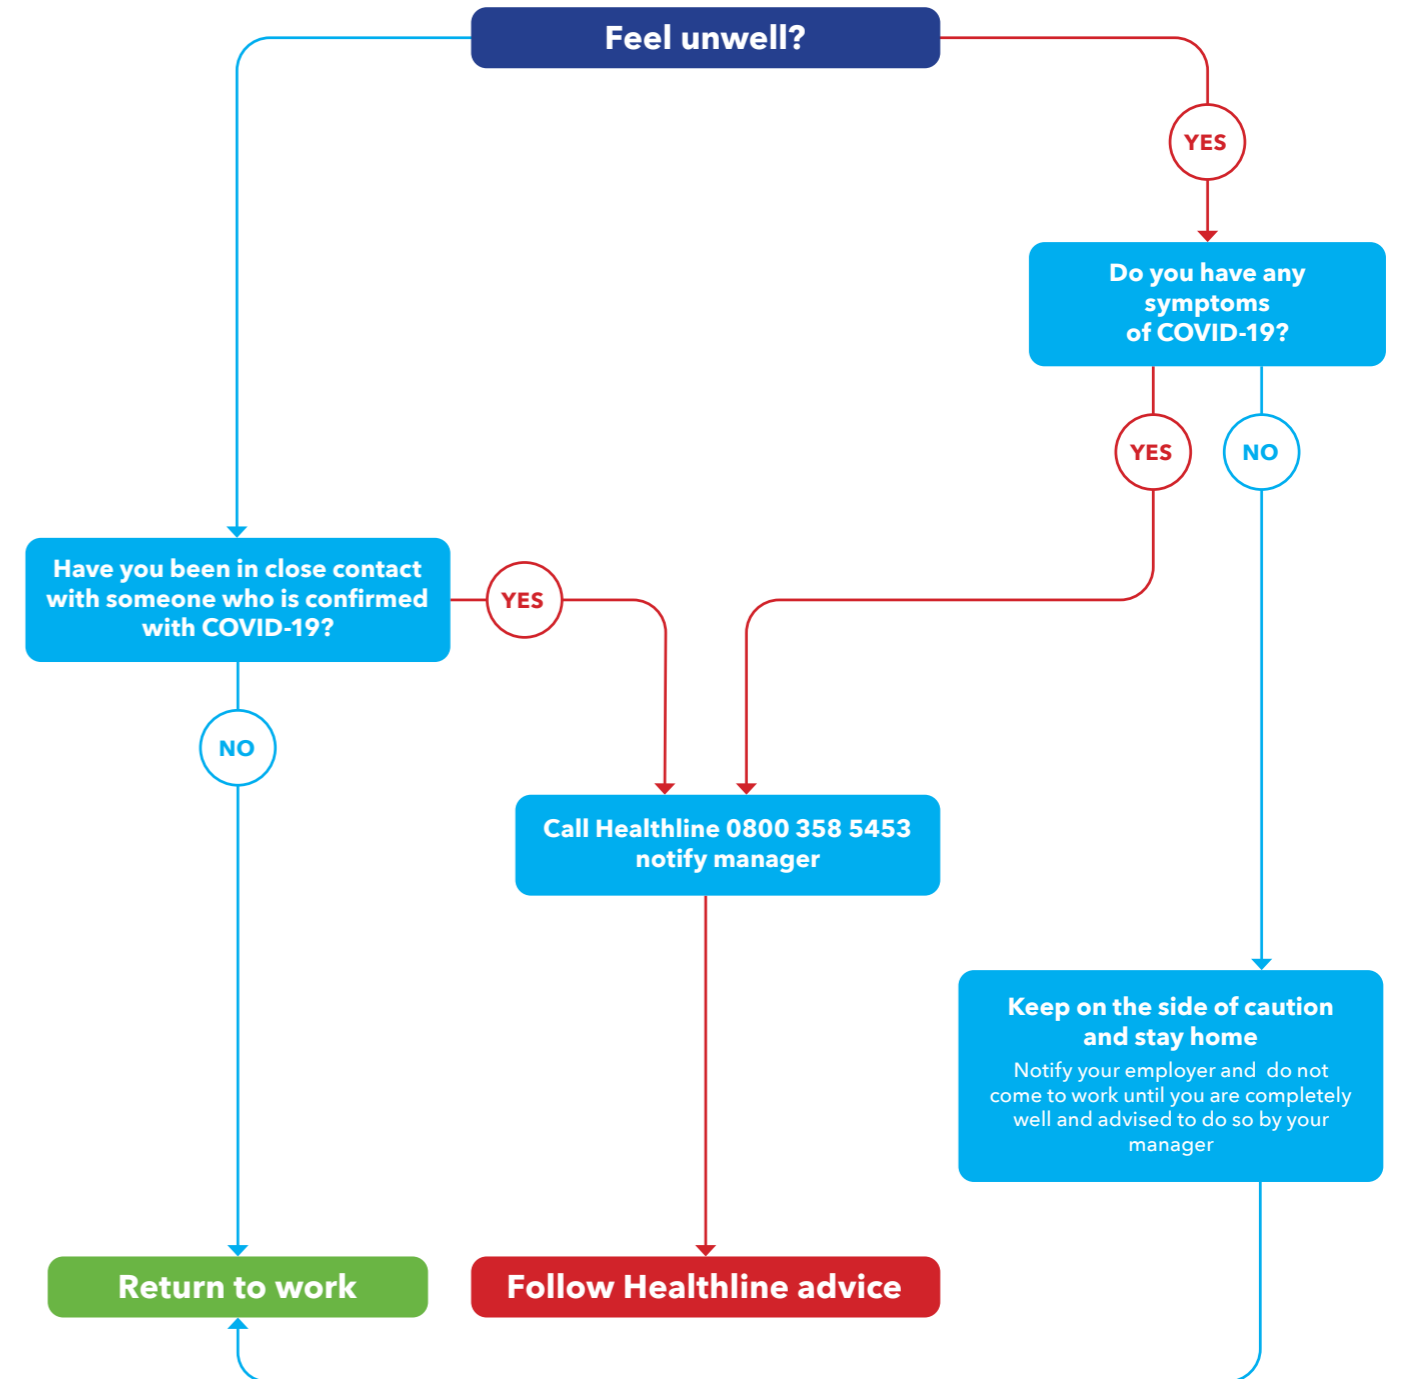 Feel unwell?
YES
Do you have any
symptoms
of COVID-19?
YES
NO
Have you been in close contact
with someone who is confirmed
with COVID-19?
YES
NO
Call Healthline 0800 358 5453
notify manager
Keep on the side of caution
and stay home
Notify your employer and do not
come to work until you are completely
well and advised to do so by your
manager
Return to work
Follow Healthline advice